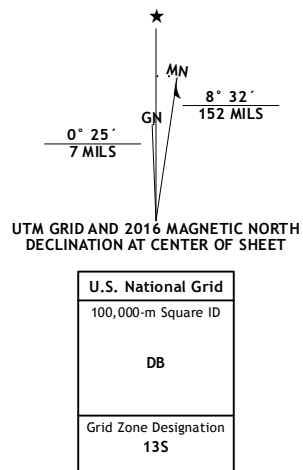 ★
MN
GN
8° 32´
152 MILS
0° 25´
7 MILS
UTM GRID AND 2016 MAGNETIC NORTH
DECLINATION AT CENTER OF SHEET
U.S. National Grid
100,000-m Square ID
DB
Grid Zone Designation
13S